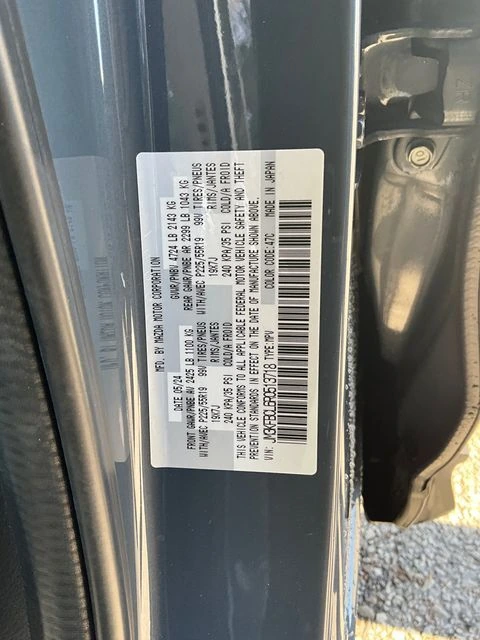 MFD. BY MAZDA MOTOR CORPORATION
DATE 05/24 GVWR/PNBV 4724 LB 2143 KG
FRONT GAWR/PNBE AV 2425 LB 1100 KG REAR GAWR/PNBE AR 2299 LB 1043 KG
WITH/AVEC P225/55R19 99V TIRES/PNEUS WITH/AVEC P225/55R19 99V TIRES/PNEUS
19X7J RIMS/JANTES 19X7J RIMS/JANTES
240 KPA/35 PSI COLD/A FROID 240 KPA/35 PSI COLD/A FROID
THIS VEHICLE CONFORMS TO ALL APPLICABLE FEDERAL MOTOR VEHICLE SAFETY AND THEFT
PREVENTION STANDARDS IN EFFECT ON THE DATE OF MANUFACTURE SHOWN ABOVE.
VIN: TYPE:MPV COLOR CODE:47C MADE IN JAPAN
10